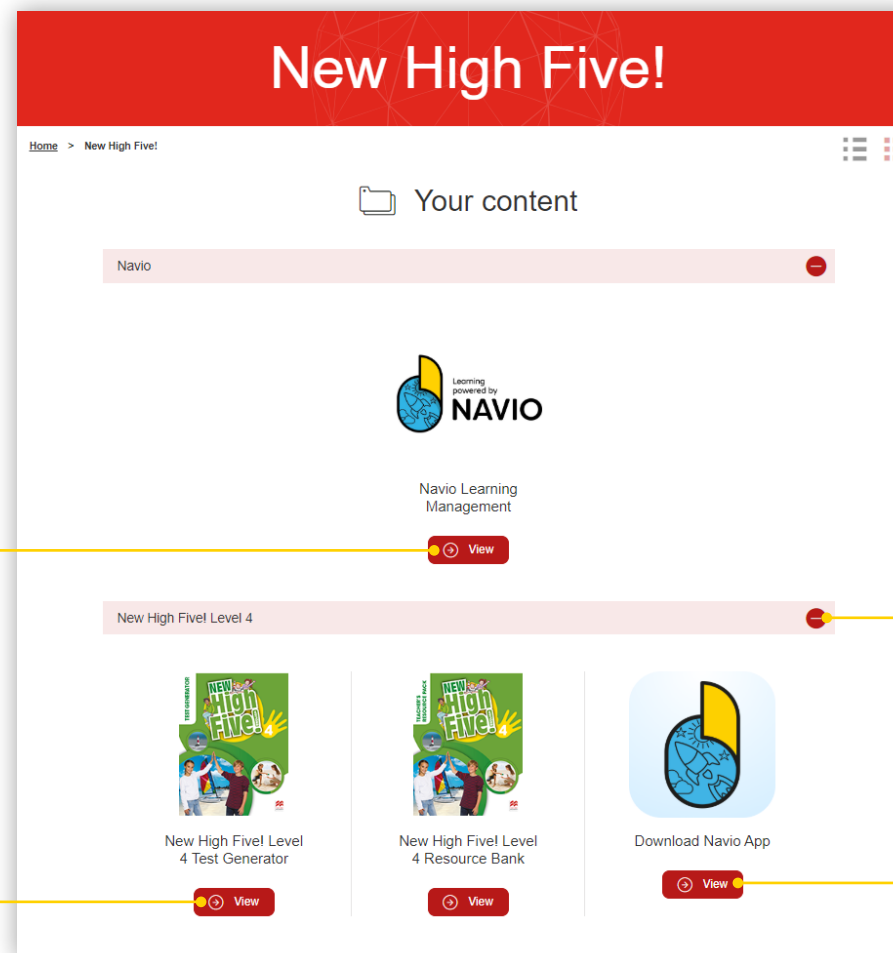 New High Five!
Home > New High Five!
Your content
Navio
Learning
powered by
NAVIO
Navio Learning
Management
View
New High Five! Level 4
TEST GENERATOR
NEW
High
Five!
4
TEACHER'S
RESOURCE PACK
NEW
High
Five!
4
New High Five! Level
4 Test Generator
View
New High Five! Level
4 Resource Bank
View
Download Navio App
View